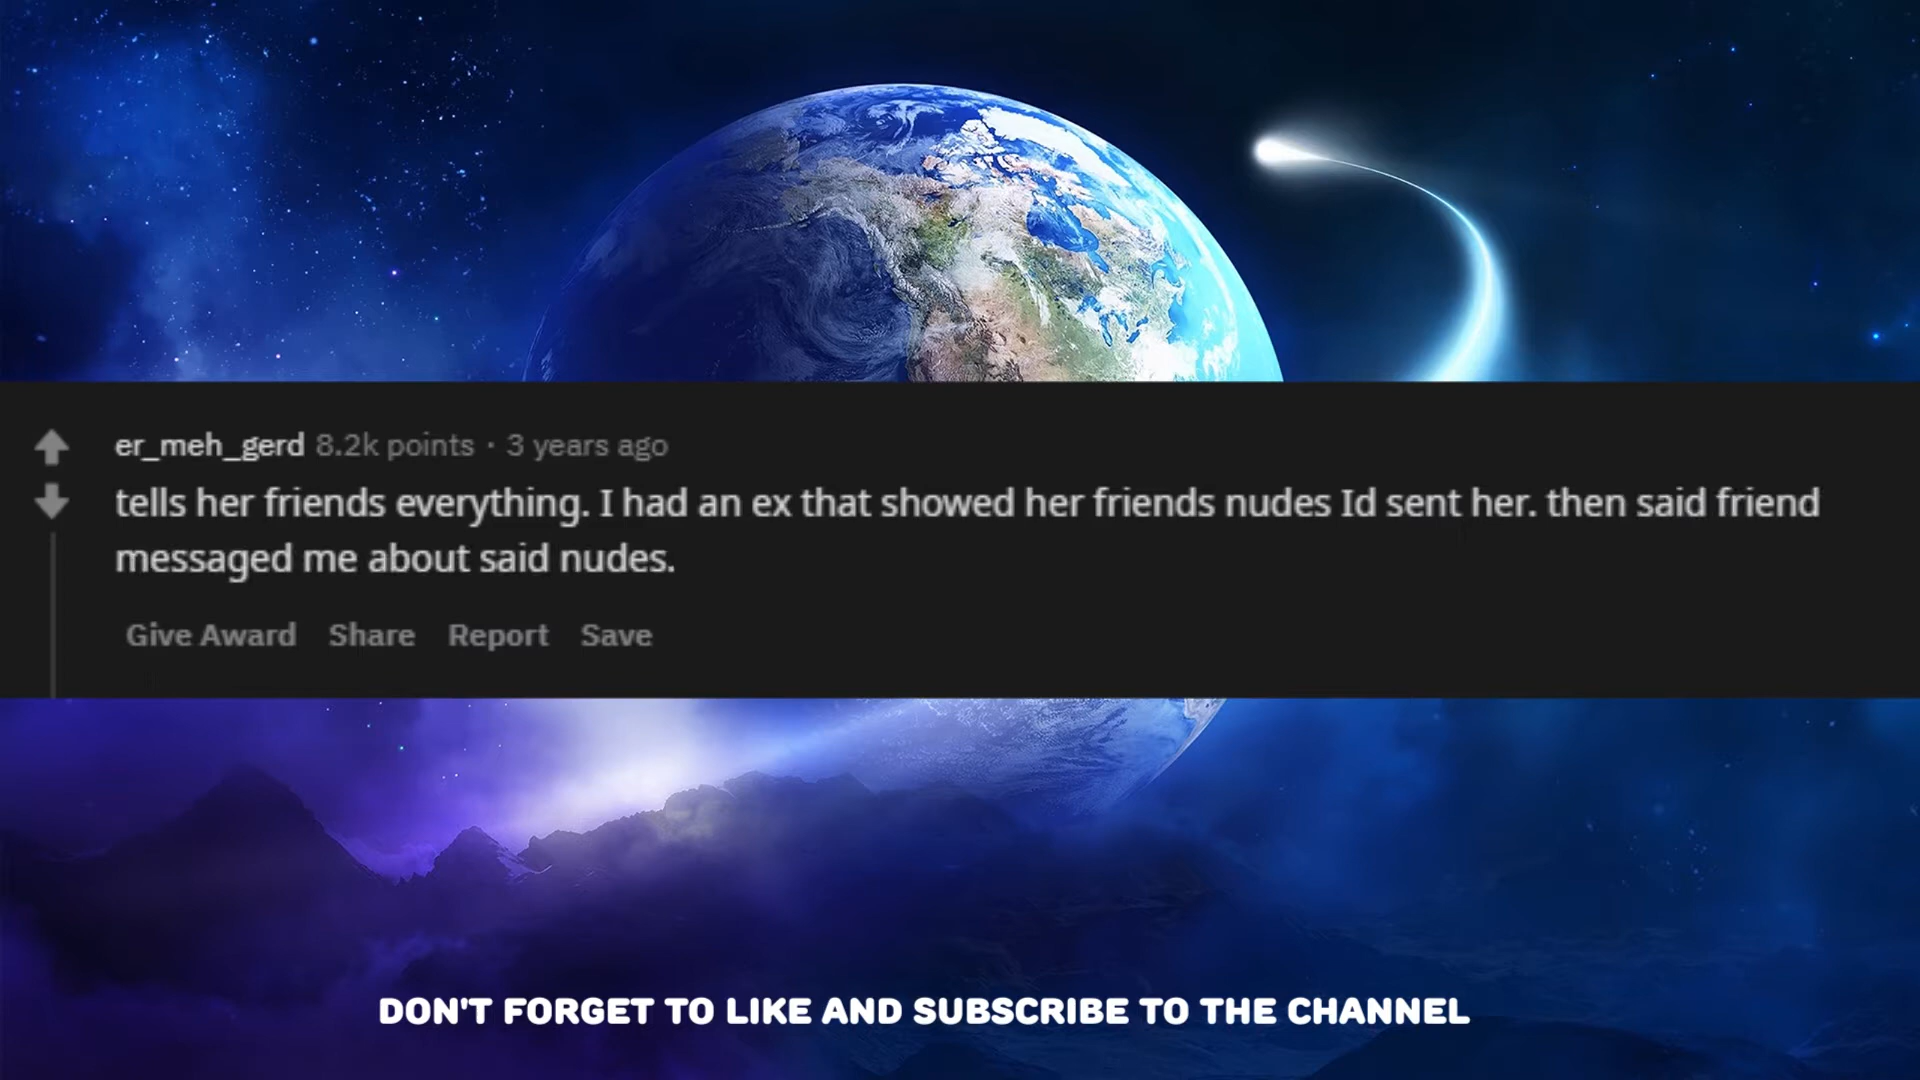 er_meh_gerd 8.2k points · 3 years ago
tells her friends everything. I had an ex that showed her friends nudes Id sent her. then said friend
messaged me about said nudes.
Give Award Share Report Save
DON'T FORGET TO LIKE AND SUBSCRIBE TO THE CHANNEL